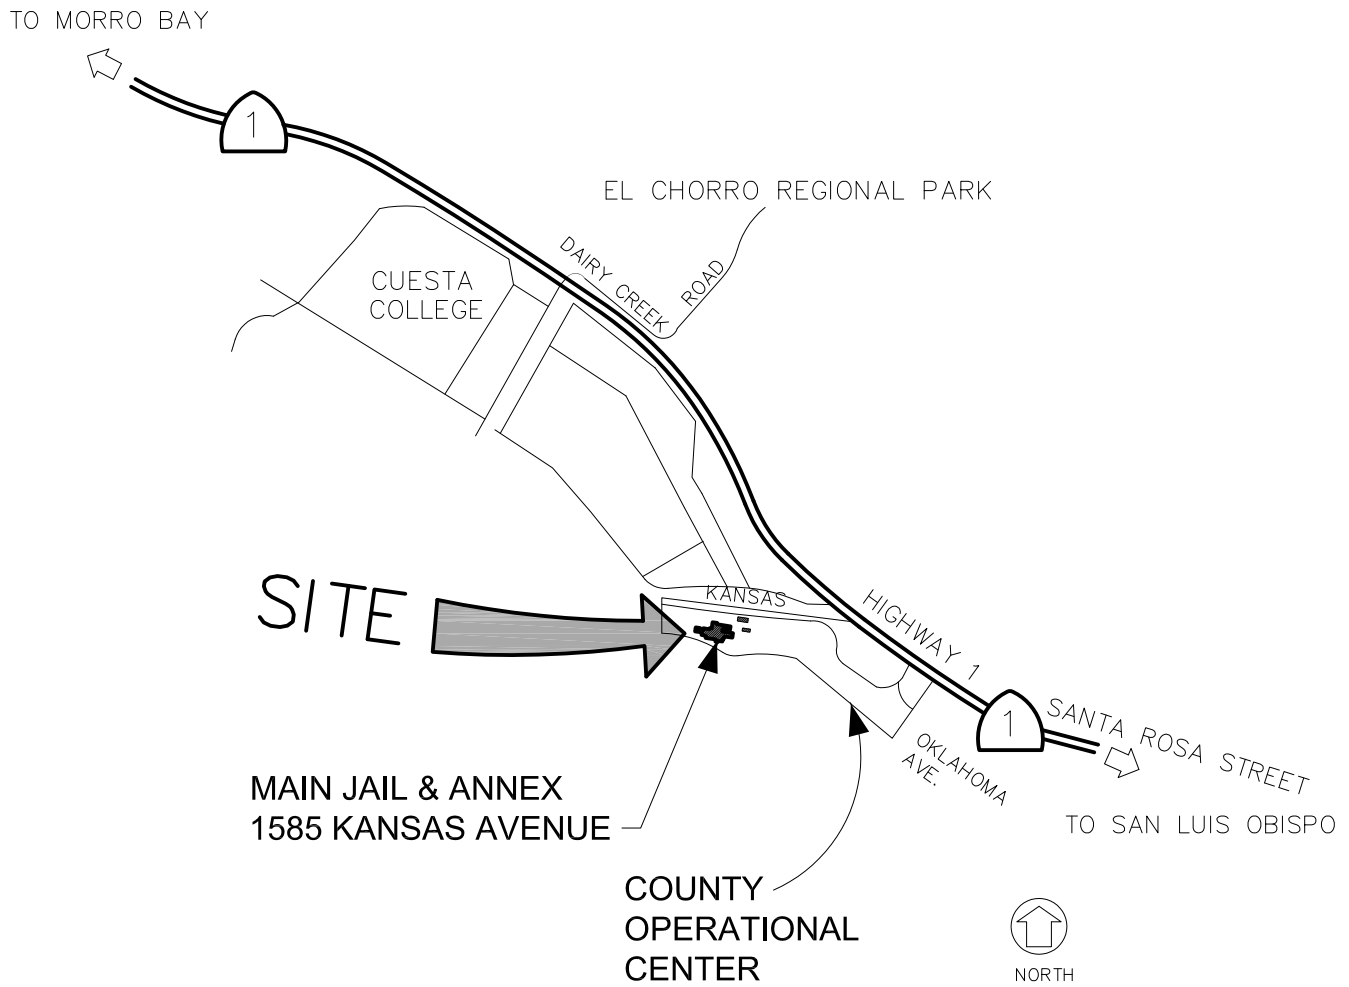 TO MORRO BAY
1
EL CHORRO REGIONAL PARK
DAIRY CREEK
ROAD
CUESTA
COLLEGE
SITE
KANSAS
HIGHWAY 1
1
SANTA ROSA STREET
OKLAHOMA
AVE.
MAIN JAIL & ANNEX
1585 KANSAS AVENUE
TO SAN LUIS OBISPO
COUNTY
OPERATIONAL
CENTER
NORTH